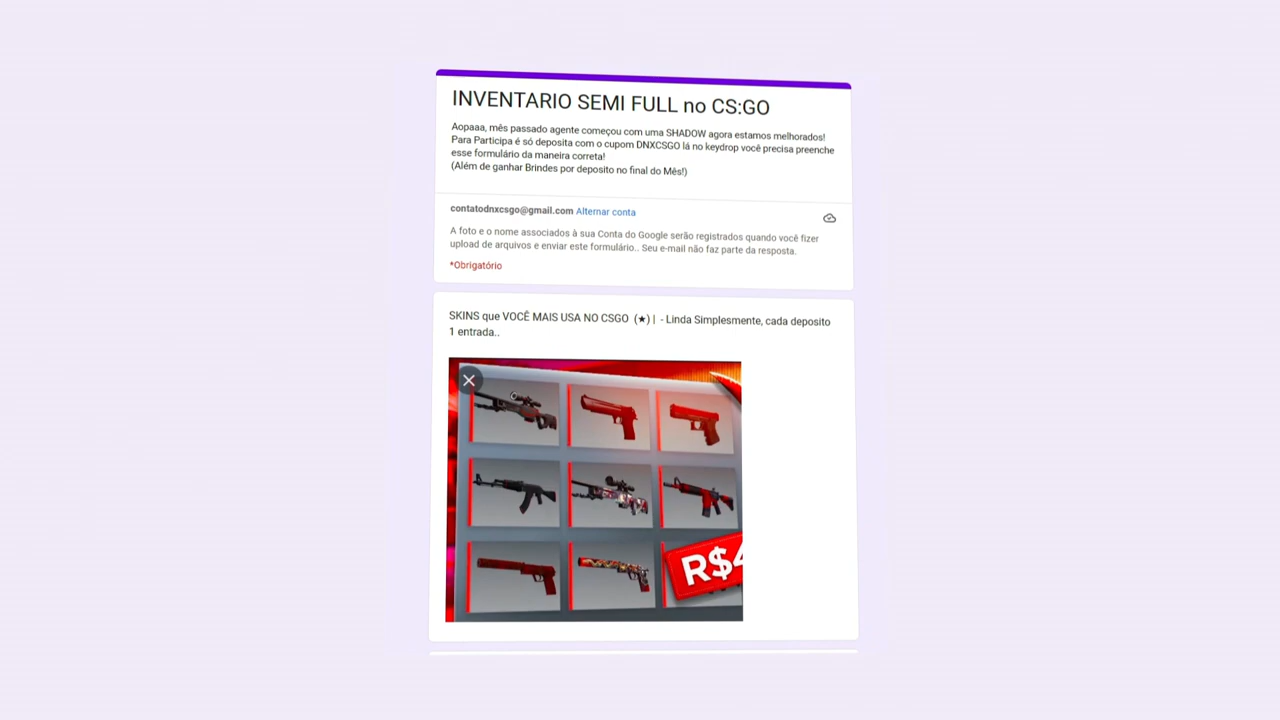 INVENTARIO SEMI FULL no CS:GO
Aopaaa, mês passado agente começou com uma SHADOW agora estamos melhorados!
Para Participa é só deposita com o cupom DNXCSGO lá no keydrop você precisa preenche
esse formulário da maneira correta!
(Além de ganhar Brindes por deposito no final do Mês!)
contatodnxcsgo@gmail.com Alternar conta
A foto e o nome associados à sua Conta do Google serão registrados quando você fizer
upload de arquivos e enviar este formulário.. Seu e-mail não faz parte da resposta.
*Obrigatório
SKINS que VOCÊ MAIS USA NO CSGO (★) | - Linda Simplesmente, cada deposito
1 entrada..
R$4